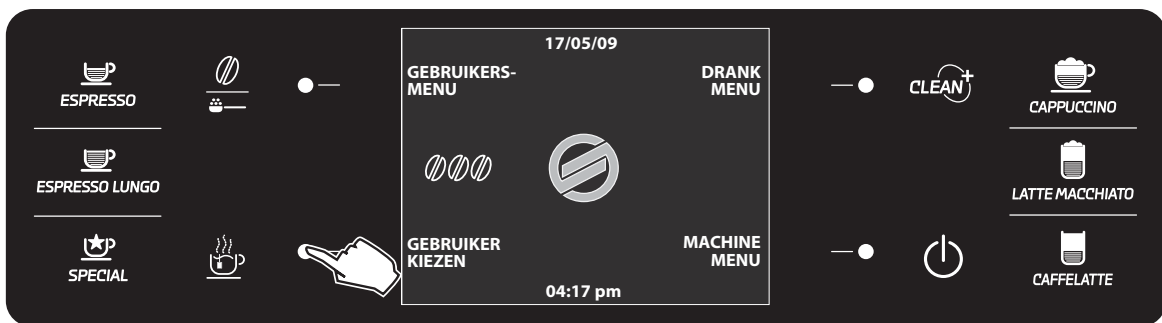 ESPRESSO
ESPRESSO LUNGO
SPECIAL
17/05/09
GEBRUIKERS-
MENU
DRANK
MENU
GEBRUIKER
KIEZEN
MACHINE
MENU
04:17 pm
CLEAN+
CAPPUCCINO
LATTE MACCHIATO
CAFFELATTE